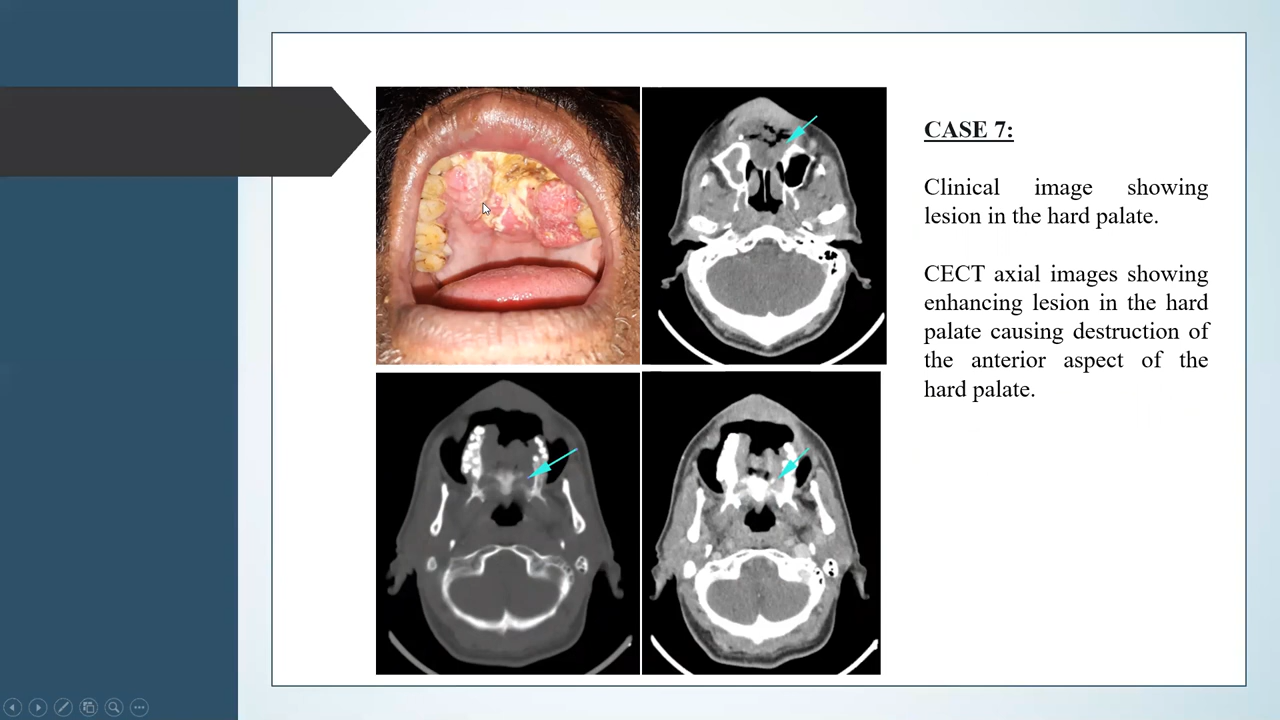 CASE 7:
Clinical image showing
lesion in the hard palate.
CECT axial images showing
enhancing lesion in the hard
palate causing destruction of
the anterior aspect of the
hard palate.